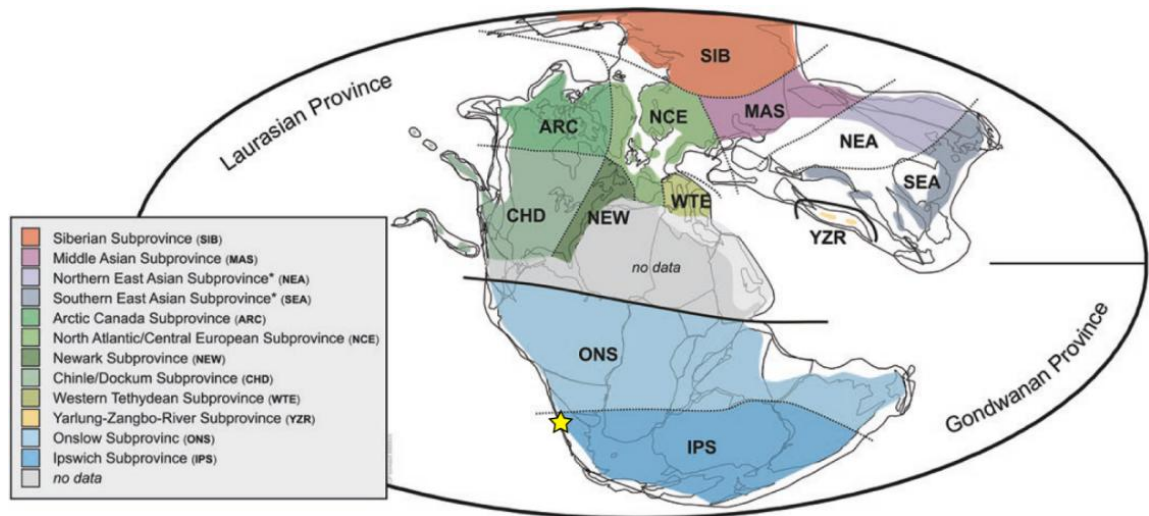 Laurasian Province
SIB
ARC
NCE
MAS
NEA
SEA
CHD
NEW
WTE
YZR
no data
ONS
IPS
Gondwanan Province
Siberian Subprovince (SIB)
Middle Asian Subprovince (MAS)
Northern East Asian Subprovince* (NEA)
Southern East Asian Subprovince* (SEA)
Arctic Canada Subprovince (ARC)
North Atlantic/Central European Subprovince (NCE)
Newark Subprovince (NEW)
Chinle/Dockum Subprovince (CHD)
Western Tethydean Subprovince (WTE)
Yarlung-Zangbo-River Subprovince (YZR)
Onslow Subprovinc (ONS)
Ipswich Subprovince (IPS)
no data